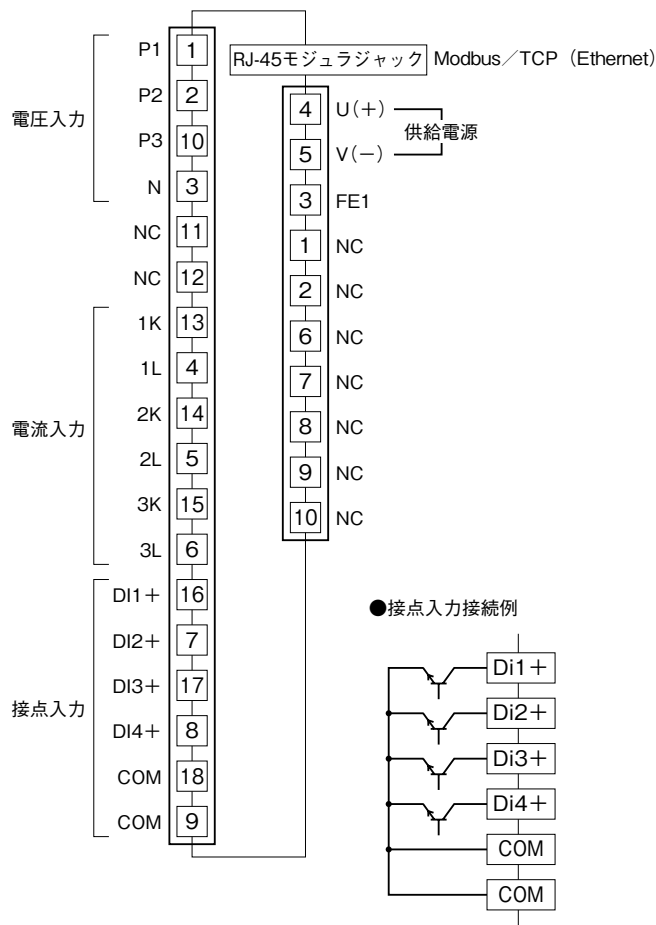 電圧入力
P1 1
P2 2
P3 10
N 3
NC 11
NC 12
電流入力
1K 13
1L 4
2K 14
2L 5
3K 15
3L 6
接点入力
DI1+ 16
DI2+ 7
DI3+ 17
DI4+ 8
COM 18
COM 9
RJ-45モジュラジャック Modbus/TCP(Ethernet)
4 U(+)
5 V(-)
供給電源
3 FE1
1 NC
2 NC
6 NC
7 NC
8 NC
9 NC
10 NC
●接点入力接続例
Di1+
Di2+
Di3+
Di4+
COM
COM